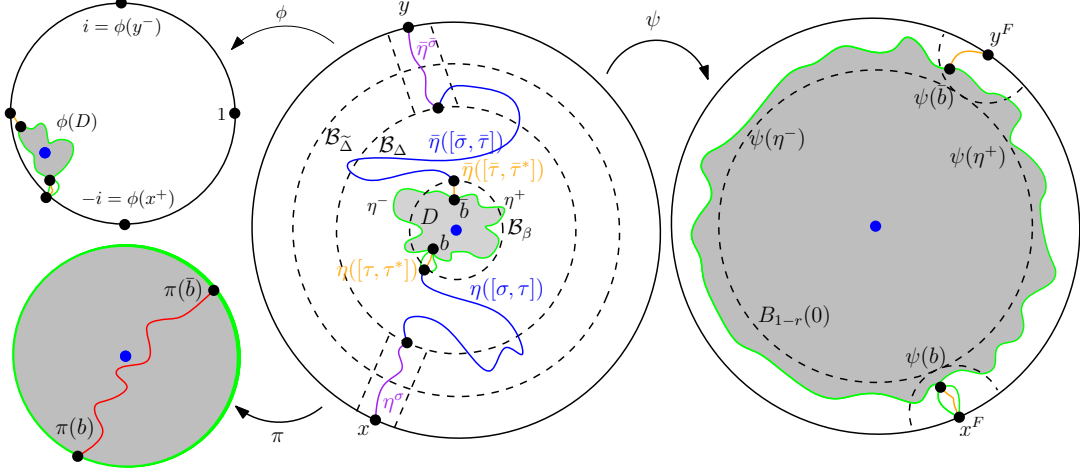 i = φ(y⁻)
φ
φ(D)
1
−i = φ(x⁺)
π(b̄)
π(b)
π
y
η̄^σ̄
𝓑_Δ̃
𝓑_Δ
η̄([σ̄, τ̄])
η̄([τ̄, τ̄*])
η⁻
D
b̄
η⁺
𝓑_β
b
η([τ, τ*])
η([σ, τ])
η^σ
x
ψ
y^F
ψ(b̄)
ψ(η⁻)
ψ(η⁺)
B_{1−r}(0)
ψ(b)
x^F